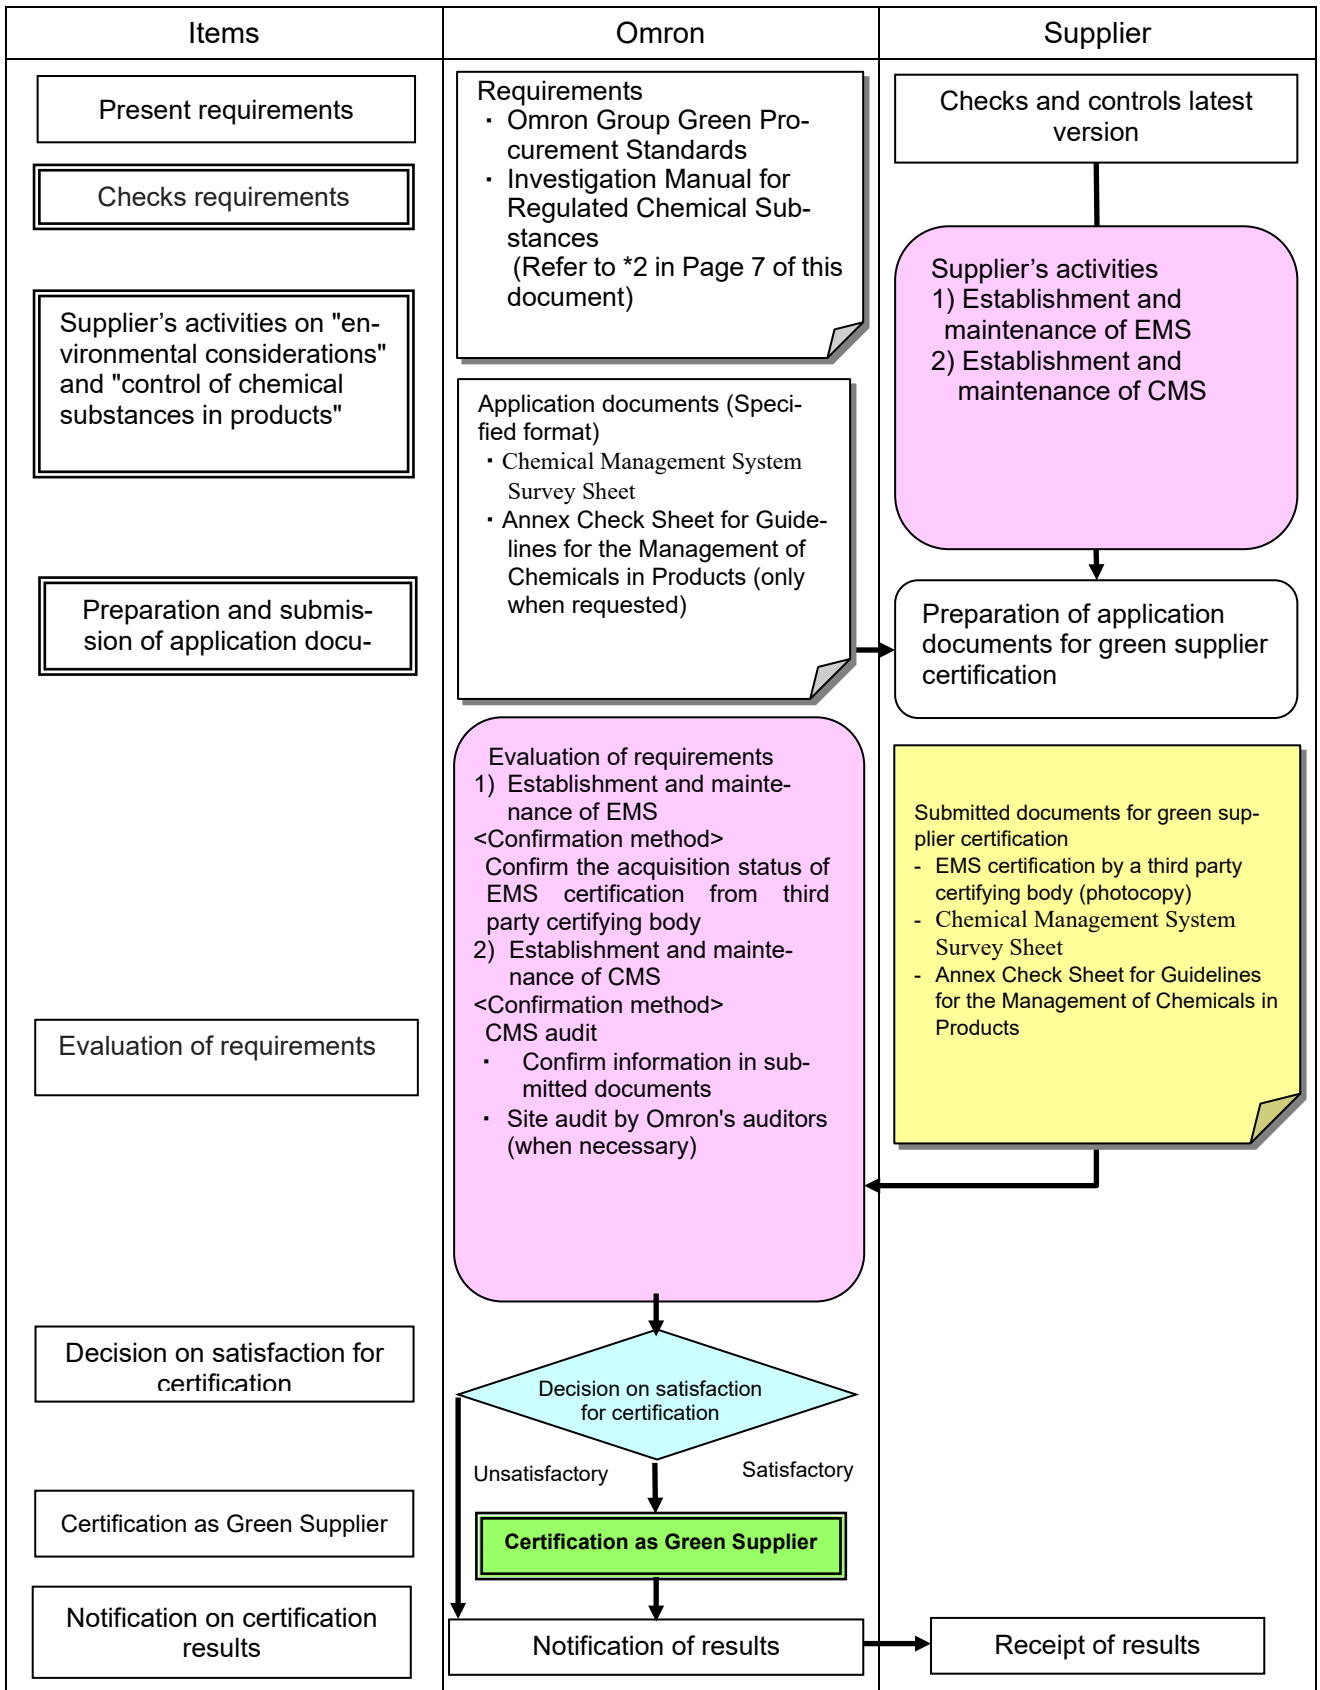 Items
Omron
Supplier
Present requirements
Checks requirements
Supplier's activities on "en-
vironmental considerations"
and "control of chemical
substances in products"
Preparation and submis-
sion of application docu-
Evaluation of requirements
Decision on satisfaction for
certification
Certification as Green Supplier
Notification on certification
results
Requirements
・ Omron Group Green Pro-
curement Standards
・ Investigation Manual for
Regulated Chemical Sub-
stances
(Refer to *2 in Page 7 of this
document)
Application documents (Speci-
fied format)
・Chemical Management System
Survey Sheet
・Annex Check Sheet for Guide-
lines for the Management of
Chemicals in Products (only
when requested)
Evaluation of requirements
1) Establishment and mainte-
nance of EMS
<Confirmation method>
Confirm the acquisition status of
EMS certification from third
party certifying body
2) Establishment and mainte-
nance of CMS
<Confirmation method>
CMS audit
・ Confirm information in sub-
mitted documents
・ Site audit by Omron's auditors
(when necessary)
Decision on satisfaction
for certification
Unsatisfactory
Satisfactory
Certification as Green Supplier
Notification of results
Checks and controls latest
version
Supplier's activities
1) Establishment and
maintenance of EMS
2) Establishment and
maintenance of CMS
Preparation of application
documents for green supplier
certification
Submitted documents for green sup-
plier certification
- EMS certification by a third party
certifying body (photocopy)
- Chemical Management System
Survey Sheet
- Annex Check Sheet for Guidelines
for the Management of Chemicals in
Products
Receipt of results